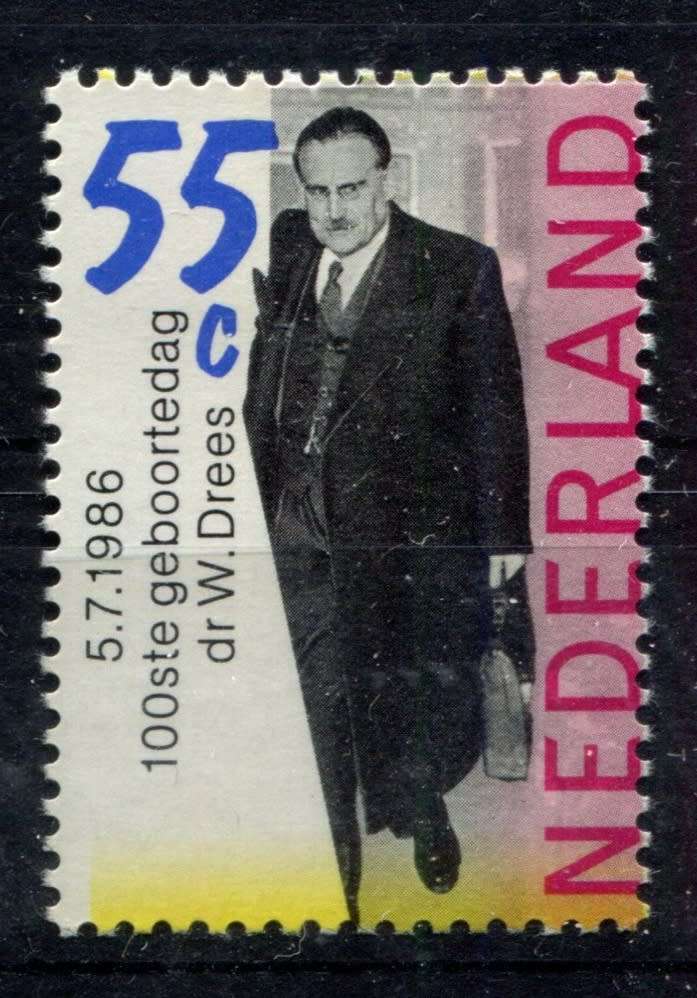 55
c
5.7.1986
100ste geboortedag
dr W. Drees
NEDERLAND